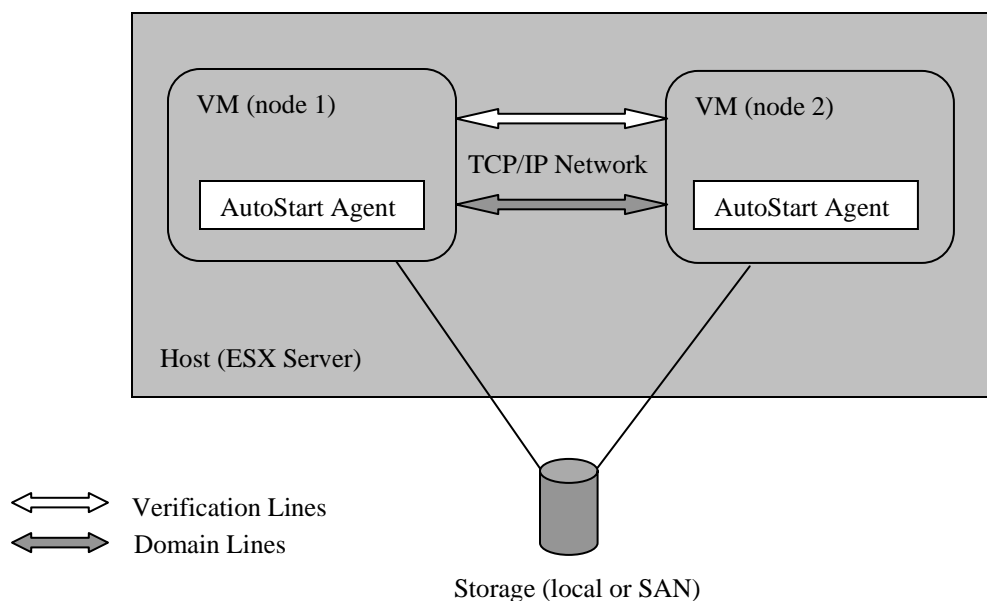 VM (node 1)
VM (node 2)
TCP/IP Network
AutoStart Agent
AutoStart Agent
Host (ESX Server)
Verification Lines
Domain Lines
Storage (local or SAN)